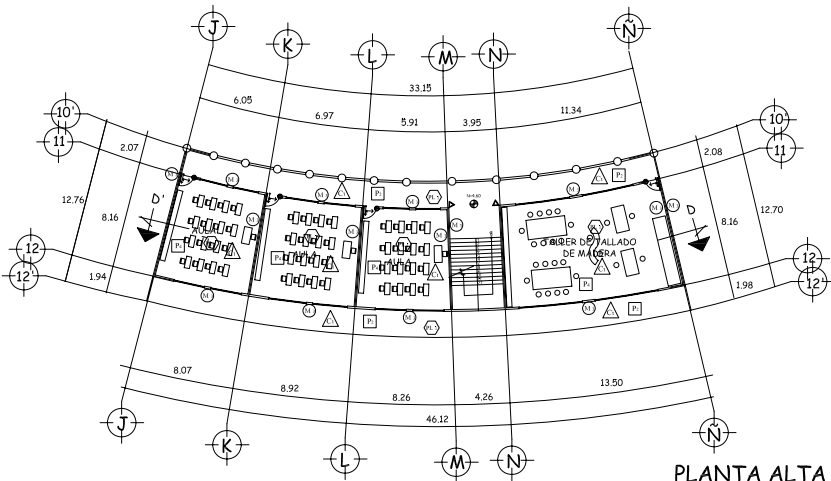 J K L M N Ñ
33.15
6.05 6.97 5.91 3.95 11.34
10' 10'
11 11
2.07 2.08
12.76 8.16 8.16 12.70
D' D
N+4.60
AULA AULA AULA
TALLER DE TALLADO
DE MADERA
12 12
12' 12'
1.94 1.98
8.07 8.92 8.26 4.26 13.50
46.12
J K L M N Ñ
PLANTA ALTA